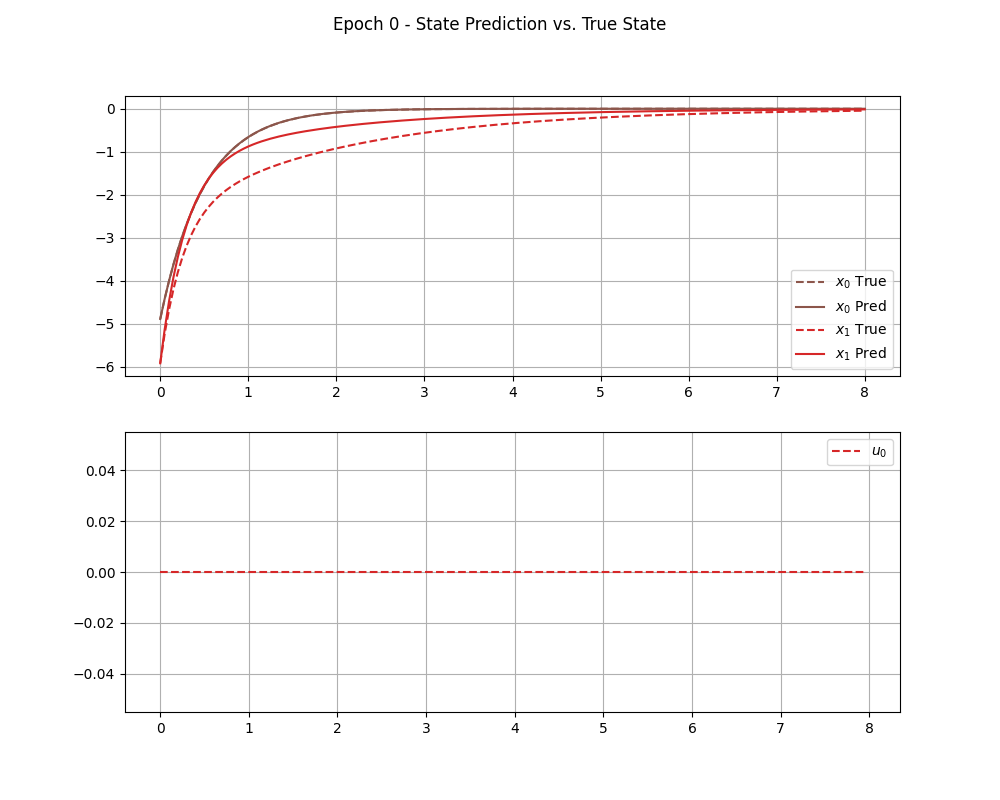 Epoch 0 - State Prediction vs. True State
0
−1
−2
−3
−4
−5
−6
x₀ True
x₀ Pred
x₁ True
x₁ Pred
0 1 2 3 4 5 6 7 8
0.04
0.02
0.00
−0.02
−0.04
u₀
0 1 2 3 4 5 6 7 8